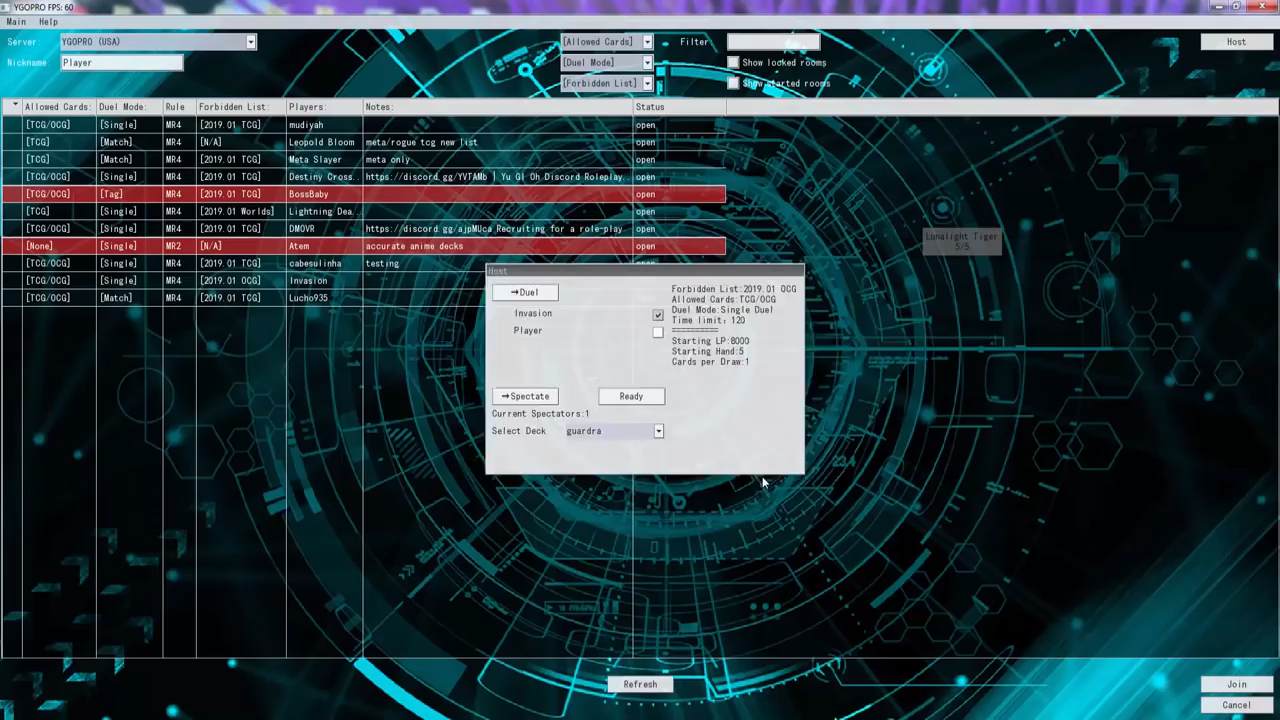 YGOPRO FPS: 60
Main Help
Server: YGOPRO (USA) [Allowed Cards] Filter Host
Nickname Player [Duel Mode] Show locked rooms
[Forbidden List] Show started rooms
Allowed Cards: Duel Mode: Rule Forbidden List: Players: Notes: Status
[TCG/OCG] [Single] MR4 [2019.01 TCG] mudiyah open
[TCG] [Match] MR4 [N/A] Leopold Bloom meta/rogue tcg new list open
[TCG] [Match] MR4 [2019.01 TCG] Meta Slayer meta only open
[TCG/OCG] [Single] MR4 [2019.01 TCG] Destiny Cross.. https://discord.gg/YVTAMb | Yu Gi Oh Discord Roleplay.. open
[TCG/OCG] [Tag] MR4 [2019.01 TCG] BossBaby open
[TCG] [Single] MR4 [2019.01 Worlds] Lightning Dea.. open
[TCG/OCG] [Single] MR4 [2019.01 TCG] DMOVR https://discord.gg/ajpMUca Recruiting for a role-play open
[None] [Single] MR2 [N/A] Atem accurate anime decks open
[TCG/OCG] [Single] MR4 [2019.01 TCG] cabesulinha testing
[TCG/OCG] [Single] MR4 [2019.01 OCG] Invasion
[TCG/OCG] [Match] MR4 [2019.01 TCG] Lucho935
Lunalight Tiger
5/5
Host
→Duel
Invasion
Player
→Spectate Ready
Current Spectators:1
Select Deck guardra
Forbidden List:2019.01 OCG
Allowed Cards:TCG/OCG
Duel Mode:Single Duel
Time limit: 120
==========
Starting LP:8000
Starting Hand:5
Cards per Draw:1
23.4
Refresh
Join
Cancel